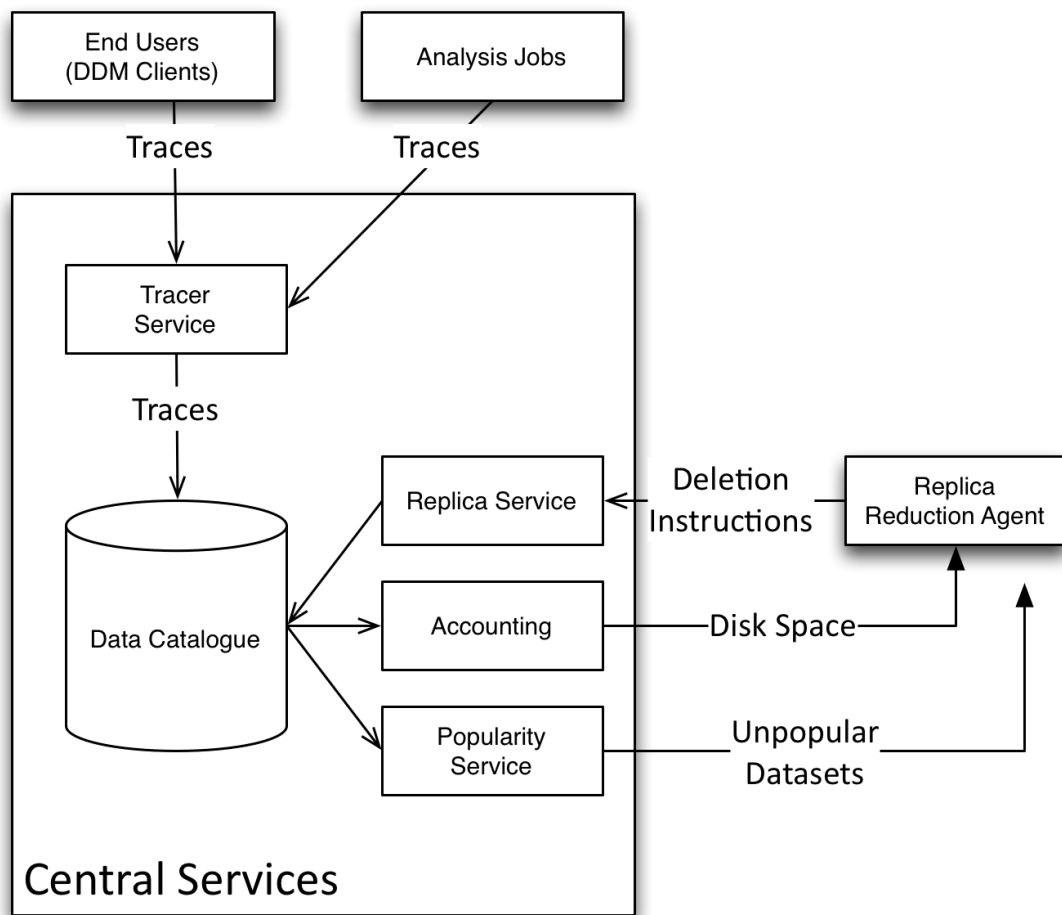 End Users
(DDM Clients)
Analysis Jobs
Traces
Traces
Tracer
Service
Traces
Replica Service
Deletion
Instructions
Replica
Reduction Agent
Data Catalogue
Accounting
Disk Space
Popularity
Service
Unpopular
Datasets
Central Services